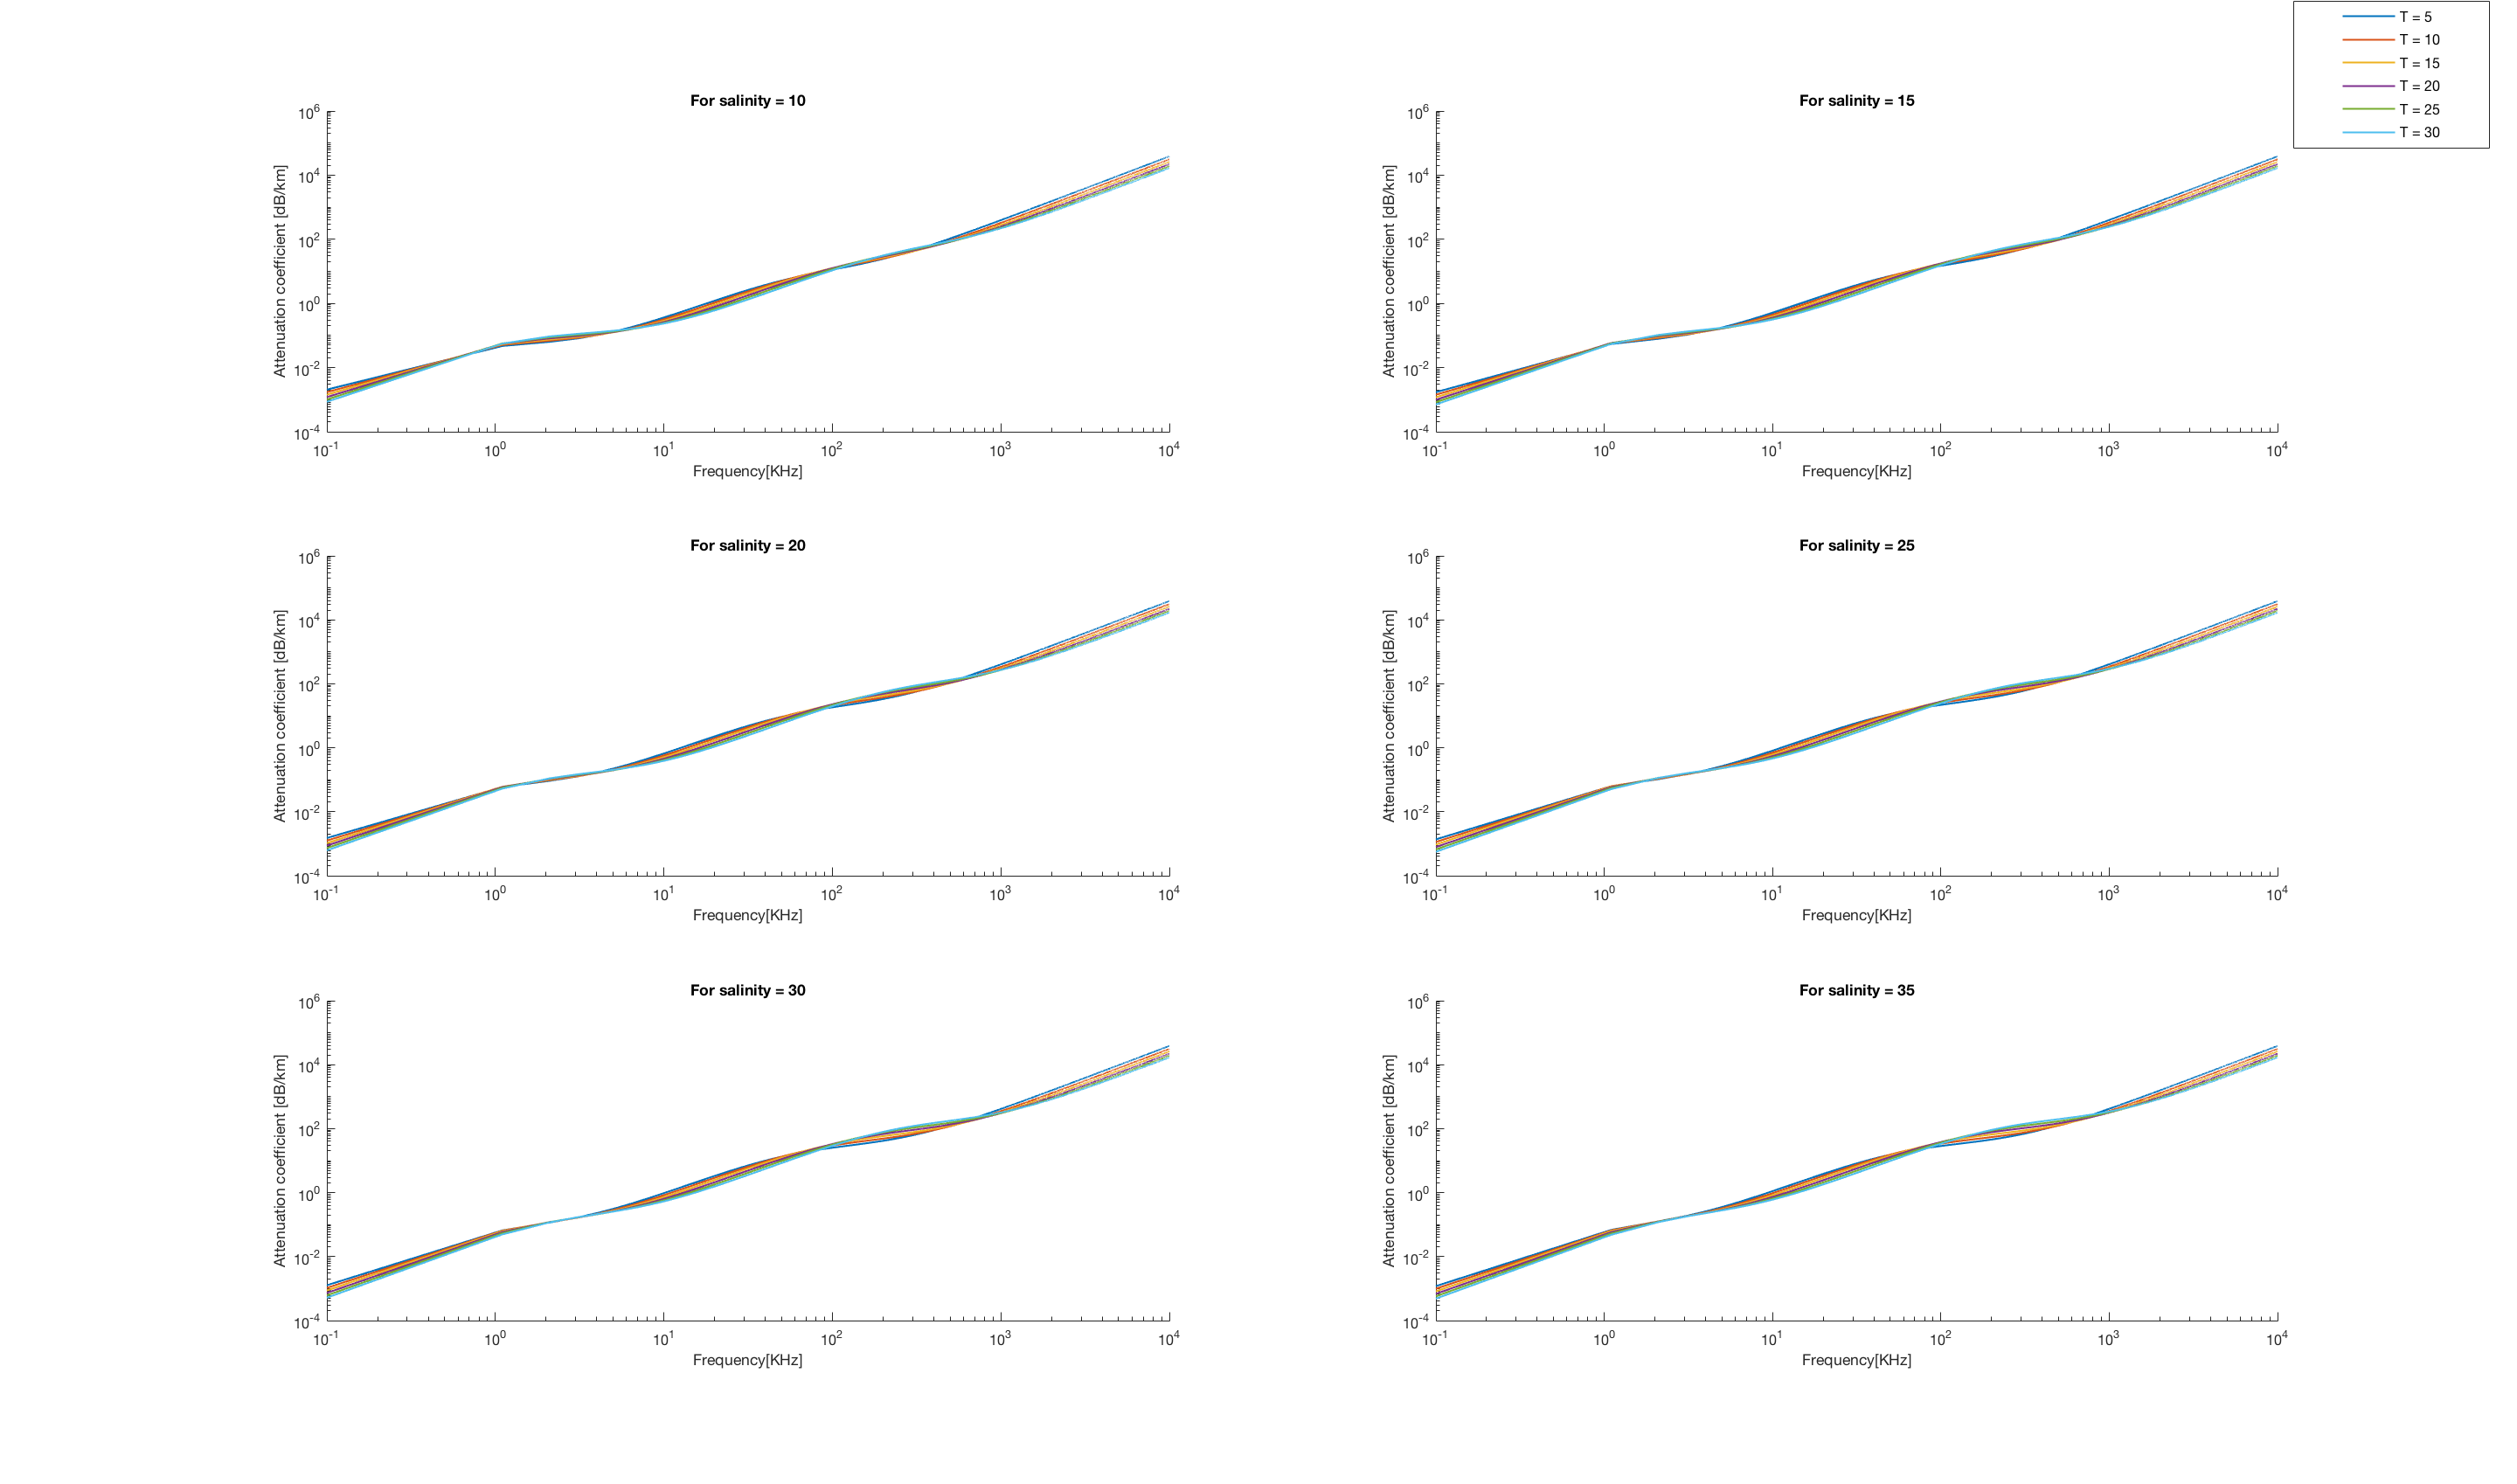 T = 5
T = 10
T = 15
T = 20
T = 25
T = 30
For salinity = 10
Attenuation coefficient [dB/km]
10^6
10^4
10^2
10^0
10^-2
10^-4
10^-1 10^0 10^1 10^2 10^3 10^4
Frequency[KHz]
For salinity = 15
Attenuation coefficient [dB/km]
10^6
10^4
10^2
10^0
10^-2
10^-4
10^-1 10^0 10^1 10^2 10^3 10^4
Frequency[KHz]
For salinity = 20
Attenuation coefficient [dB/km]
10^6
10^4
10^2
10^0
10^-2
10^-4
10^-1 10^0 10^1 10^2 10^3 10^4
Frequency[KHz]
For salinity = 25
Attenuation coefficient [dB/km]
10^6
10^4
10^2
10^0
10^-2
10^-4
10^-1 10^0 10^1 10^2 10^3 10^4
Frequency[KHz]
For salinity = 30
Attenuation coefficient [dB/km]
10^6
10^4
10^2
10^0
10^-2
10^-4
10^-1 10^0 10^1 10^2 10^3 10^4
Frequency[KHz]
For salinity = 35
Attenuation coefficient [dB/km]
10^6
10^4
10^2
10^0
10^-2
10^-4
10^-1 10^0 10^1 10^2 10^3 10^4
Frequency[KHz]